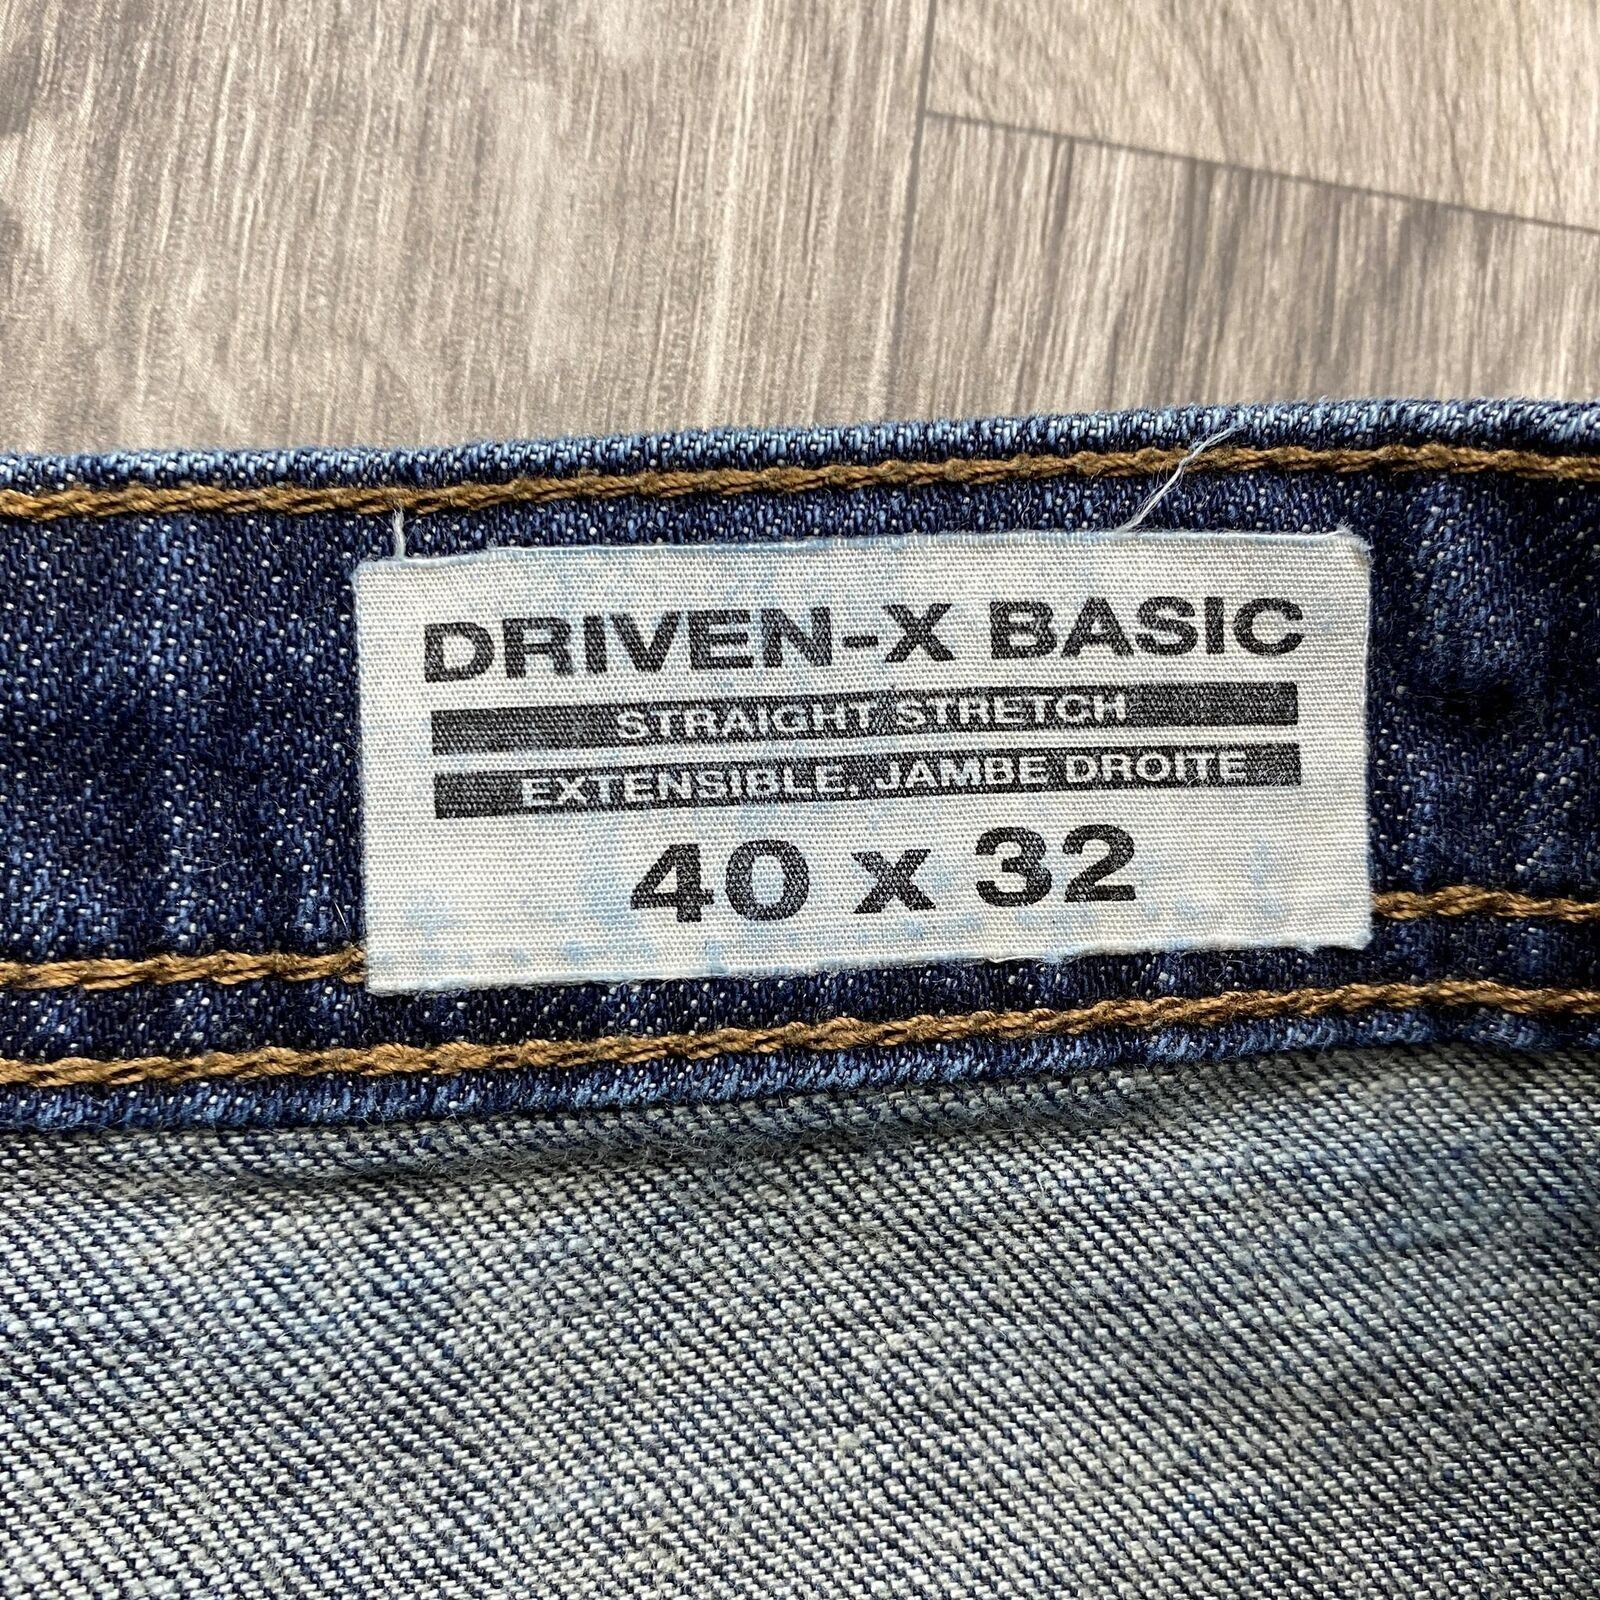 DRIVEN-X BASIC
STRAIGHT STRETCH
EXTENSIBLE, JAMBE DROITE
40 x 32